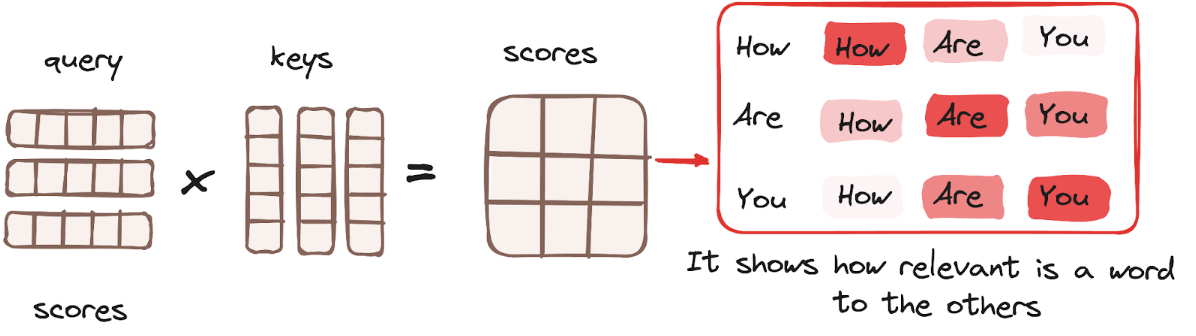 query
keys
scores
× =
How How Are You
Are How Are You
You How Are You
It shows how relevant is a word
to the others
scores